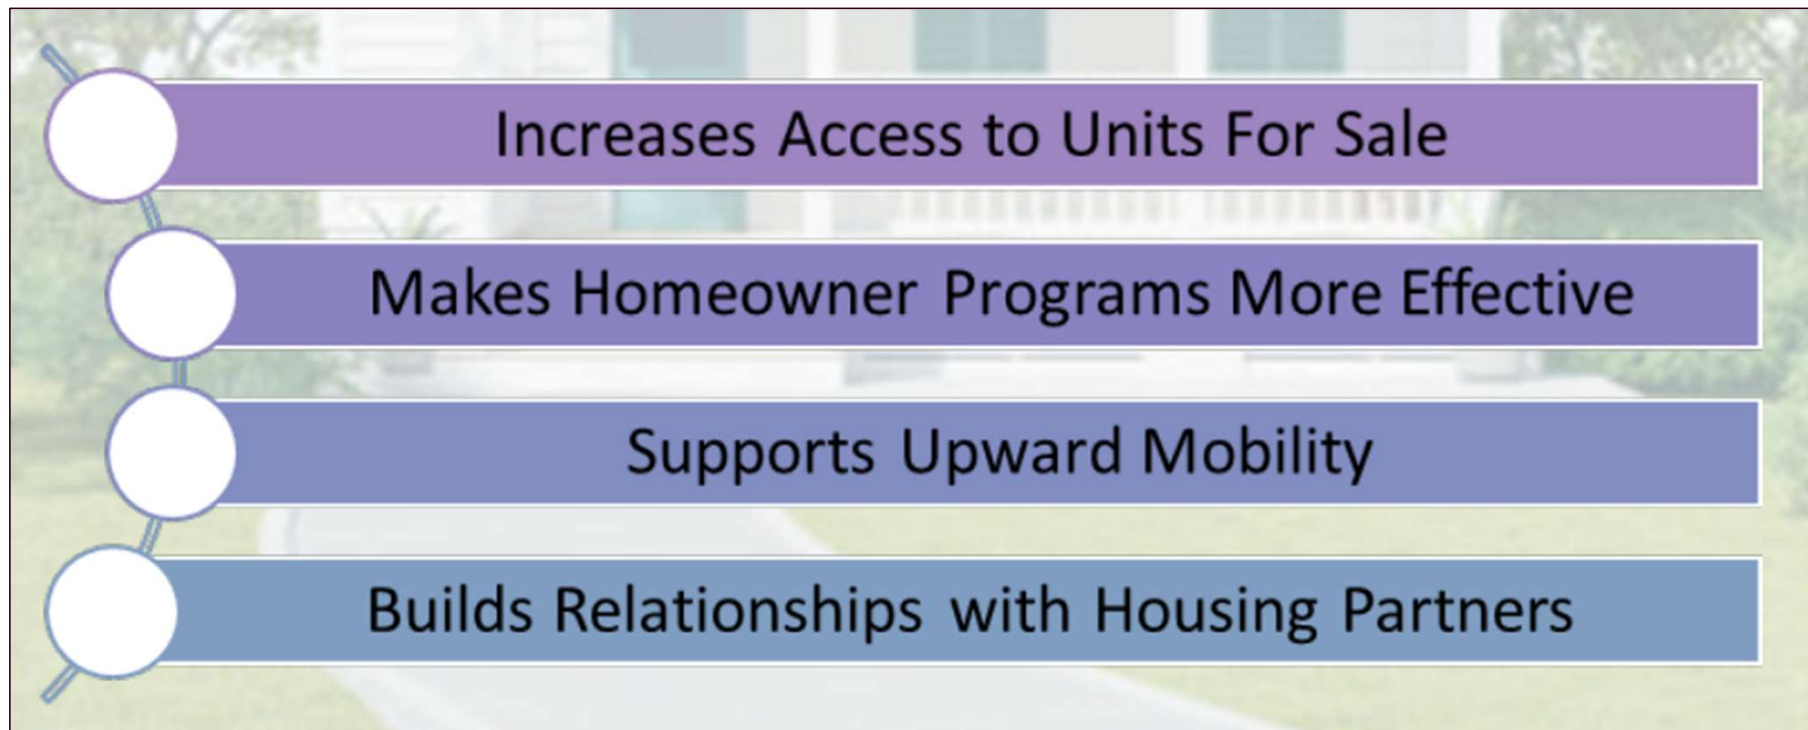 Increases Access to Units For Sale
Makes Homeowner Programs More Effective
Supports Upward Mobility
Builds Relationships with Housing Partners